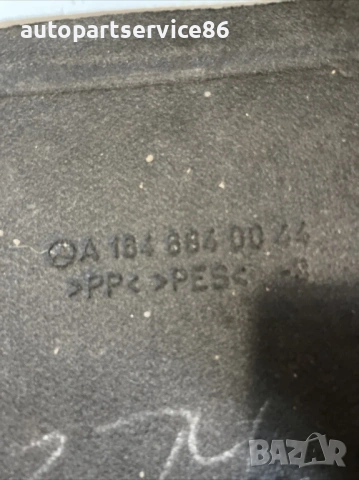 autopartservice86
A 164 884 00 44
>PP< >PES<
BAZAR